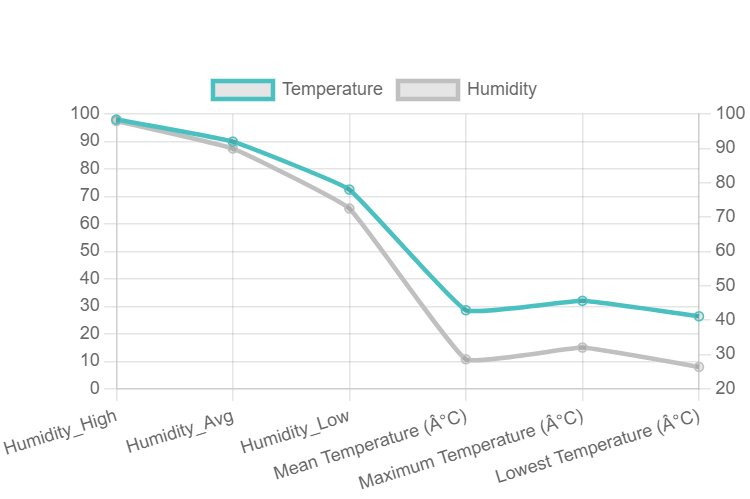 Temperature Humidity
100 100
90 90
80 80
70 70
60 60
50 50
40 40
30 30
20 20
10
0
Humidity_High
Humidity_Avg
Humidity_Low
Mean Temperature (Â°C)
Maximum Temperature (Â°C)
Lowest Temperature (Â°C)